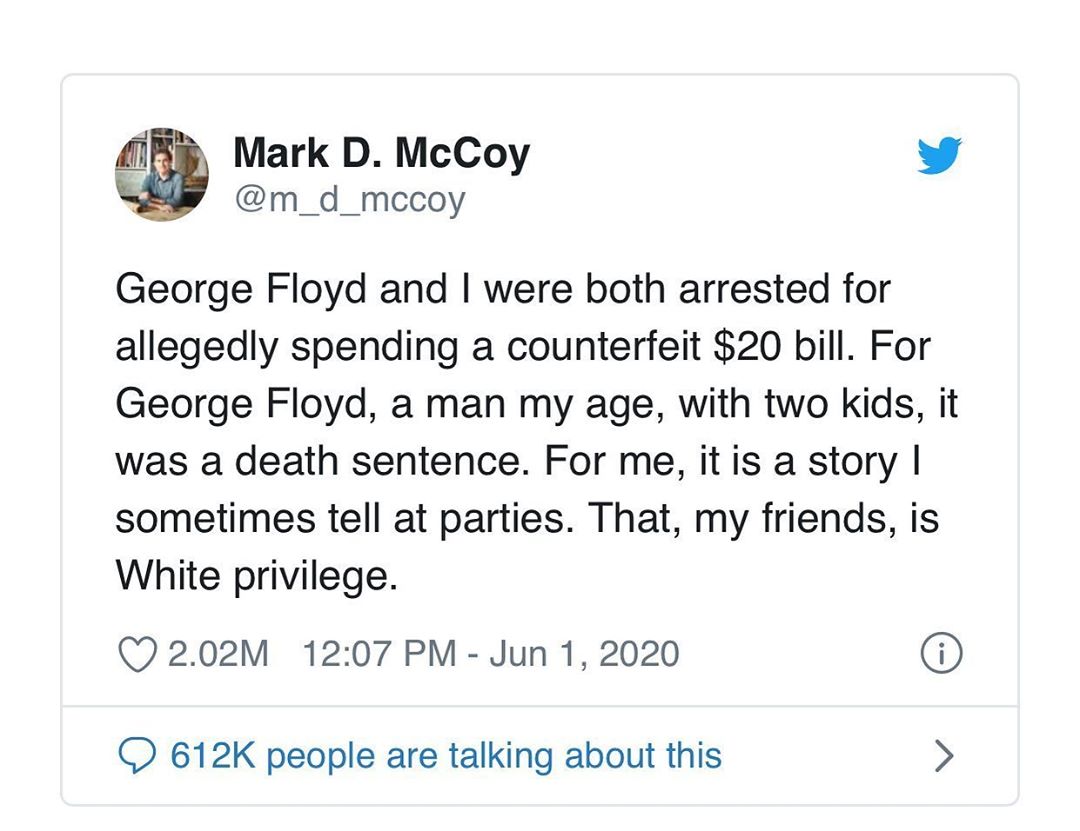 Mark D. McCoy
@m_d_mccoy
George Floyd and I were both arrested for
allegedly spending a counterfeit $20 bill. For
George Floyd, a man my age, with two kids, it
was a death sentence. For me, it is a story I
sometimes tell at parties. That, my friends, is
White privilege.
2.02M 12:07 PM - Jun 1, 2020
612K people are talking about this